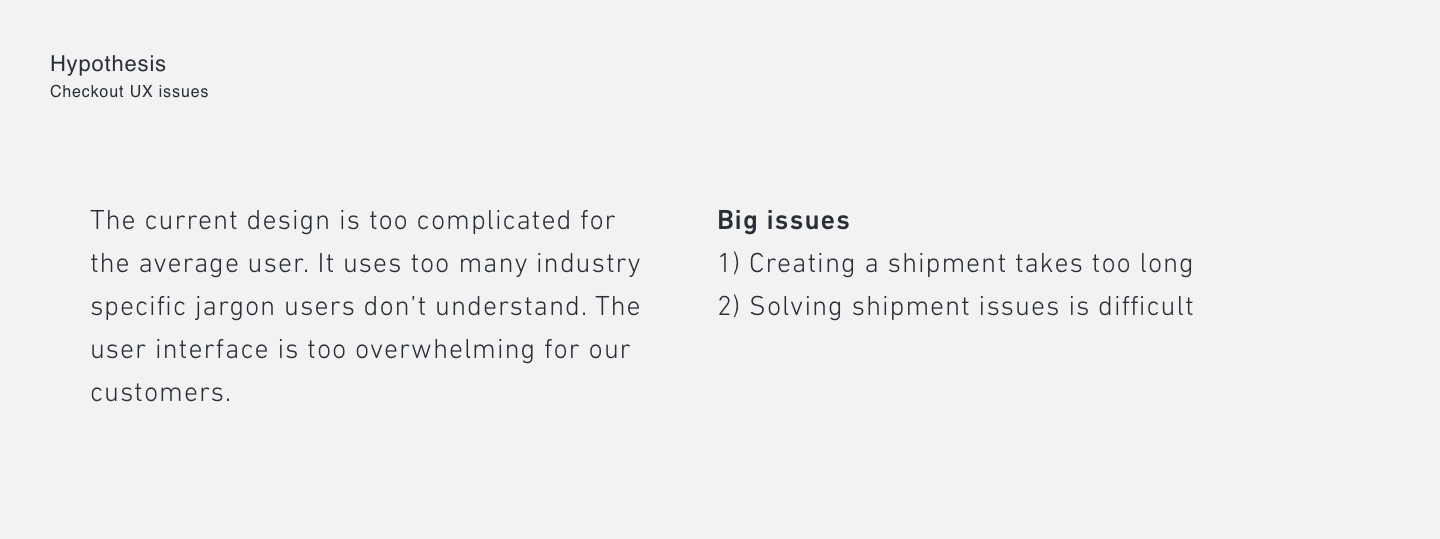 Hypothesis
Checkout UX issues
The current design is too complicated for
the average user. It uses too many industry
specific jargon users don't understand. The
user interface is too overwhelming for our
customers.
Big issues
1) Creating a shipment takes too long
2) Solving shipment issues is difficult